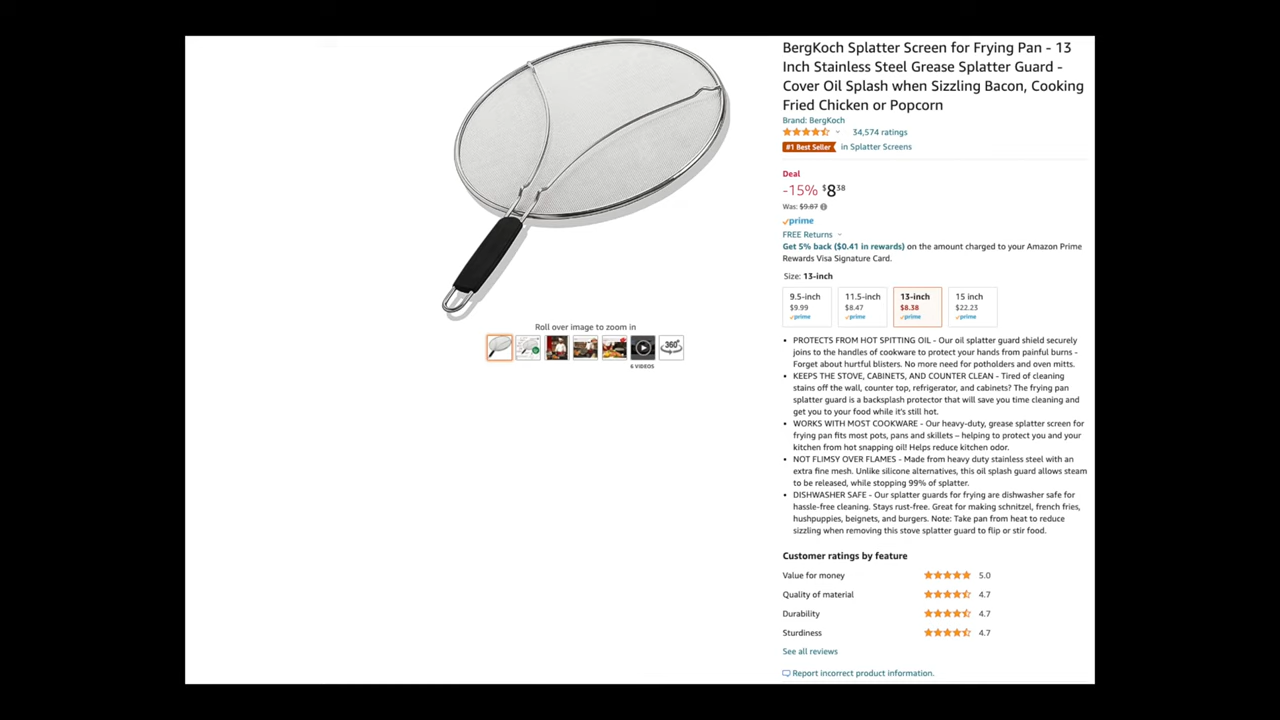 BergKoch Splatter Screen for Frying Pan - 13
Inch Stainless Steel Grease Splatter Guard -
Cover Oil Splash when Sizzling Bacon, Cooking
Fried Chicken or Popcorn
Brand: BergKoch
34,574 ratings
#1 Best Seller in Splatter Screens
Deal
-15% $8 38
Was: $9.87
prime
FREE Returns
Get 5% back ($0.41 in rewards) on the amount charged to your Amazon Prime
Rewards Visa Signature Card.
Size: 13-inch
9.5-inch 11.5-inch 13-inch 15 inch
$9.99 $8.47 $8.38 $22.23
prime prime prime prime
Roll over image to zoom in
360°
6 VIDEOS
• PROTECTS FROM HOT SPITTING OIL - Our oil splatter guard shield securely
joins to the handles of cookware to protect your hands from painful burns -
Forget about hurtful blisters. No more need for potholders and oven mitts.
• KEEPS THE STOVE, CABINETS, AND COUNTER CLEAN - Tired of cleaning
stains off the wall, counter top, refrigerator, and cabinets? The frying pan
splatter guard is a backsplash protector that will save you time cleaning and
get you to your food while it's still hot.
• WORKS WITH MOST COOKWARE - Our heavy-duty, grease splatter screen for
frying pan fits most pots, pans and skillets – helping to protect you and your
kitchen from hot snapping oil! Helps reduce kitchen odor.
• NOT FLIMSY OVER FLAMES - Made from heavy duty stainless steel with an
extra fine mesh. Unlike silicone alternatives, this oil splash guard allows steam
to be released, while stopping 99% of splatter.
• DISHWASHER SAFE - Our splatter guards for frying are dishwasher safe for
hassle-free cleaning. Stays rust-free. Great for making schnitzel, french fries,
hushpuppies, beignets, and burgers. Note: Take pan from heat to reduce
sizzling when removing this stove splatter guard to flip or stir food.
Customer ratings by feature
Value for money 5.0
Quality of material 4.7
Durability 4.7
Sturdiness 4.7
See all reviews
Report incorrect product information.